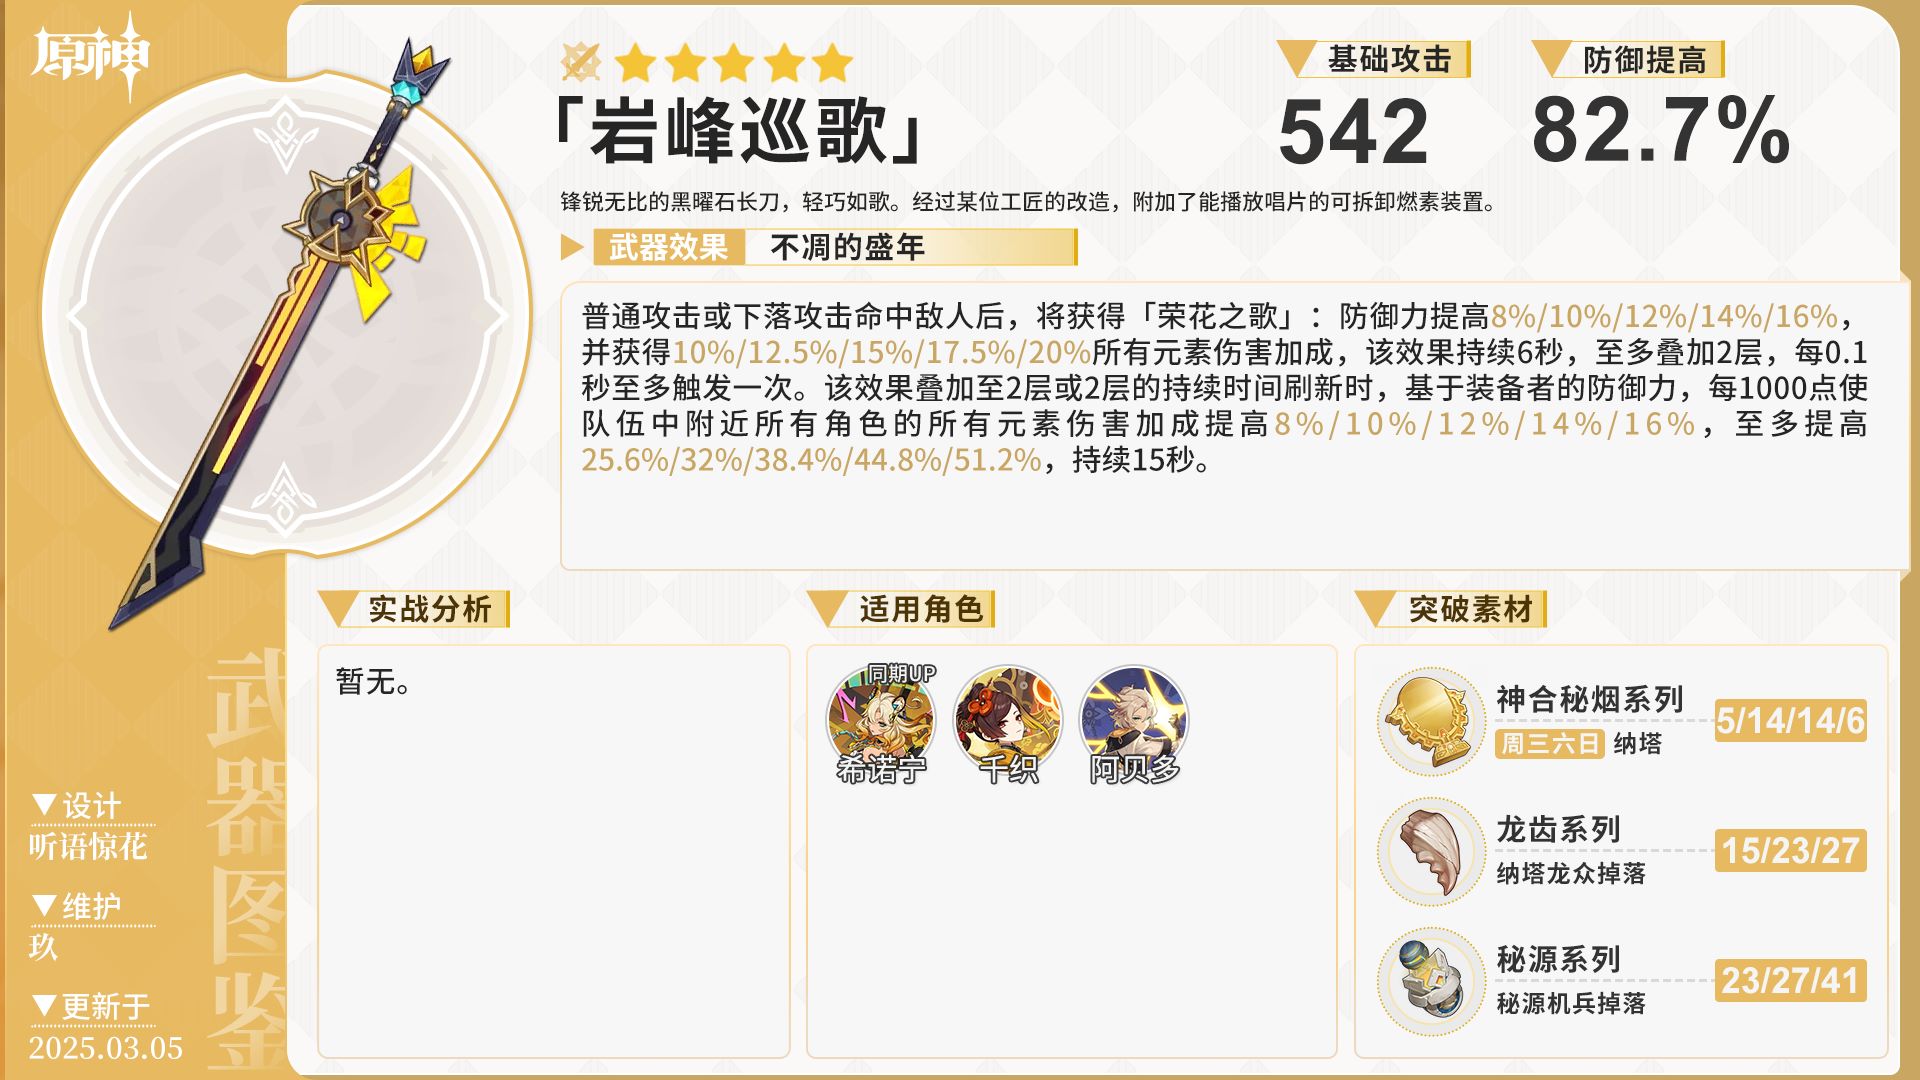 原神
「岩峰巡歌」
基础攻击
542
防御提高
82.7%
锋锐无比的黑曜石长刀，轻巧如歌。经过某位工匠的改造，附加了能播放唱片的可拆卸燃素装置。
武器效果 不凋的盛年
普通攻击或下落攻击命中敌人后，将获得「荣花之歌」：防御力提高8%/10%/12%/14%/16%，
并获得10%/12.5%/15%/17.5%/20%所有元素伤害加成，该效果持续6秒，至多叠加2层，每0.1
秒至多触发一次。该效果叠加至2层或2层的持续时间刷新时，基于装备者的防御力，每1000点使
队伍中附近所有角色的所有元素伤害加成提高8%/10%/12%/14%/16%，至多提高
25.6%/32%/38.4%/44.8%/51.2%，持续15秒。
实战分析
暂无。
适用角色
同期UP
希诺宁
千织
阿贝多
突破素材
神合秘烟系列
周三六日 纳塔
5/14/14/6
龙齿系列
纳塔龙众掉落
15/23/27
秘源系列
秘源机兵掉落
23/27/41
武器图鉴
▼设计
听语惊花
▼维护
玖
▼更新于
2025.03.05